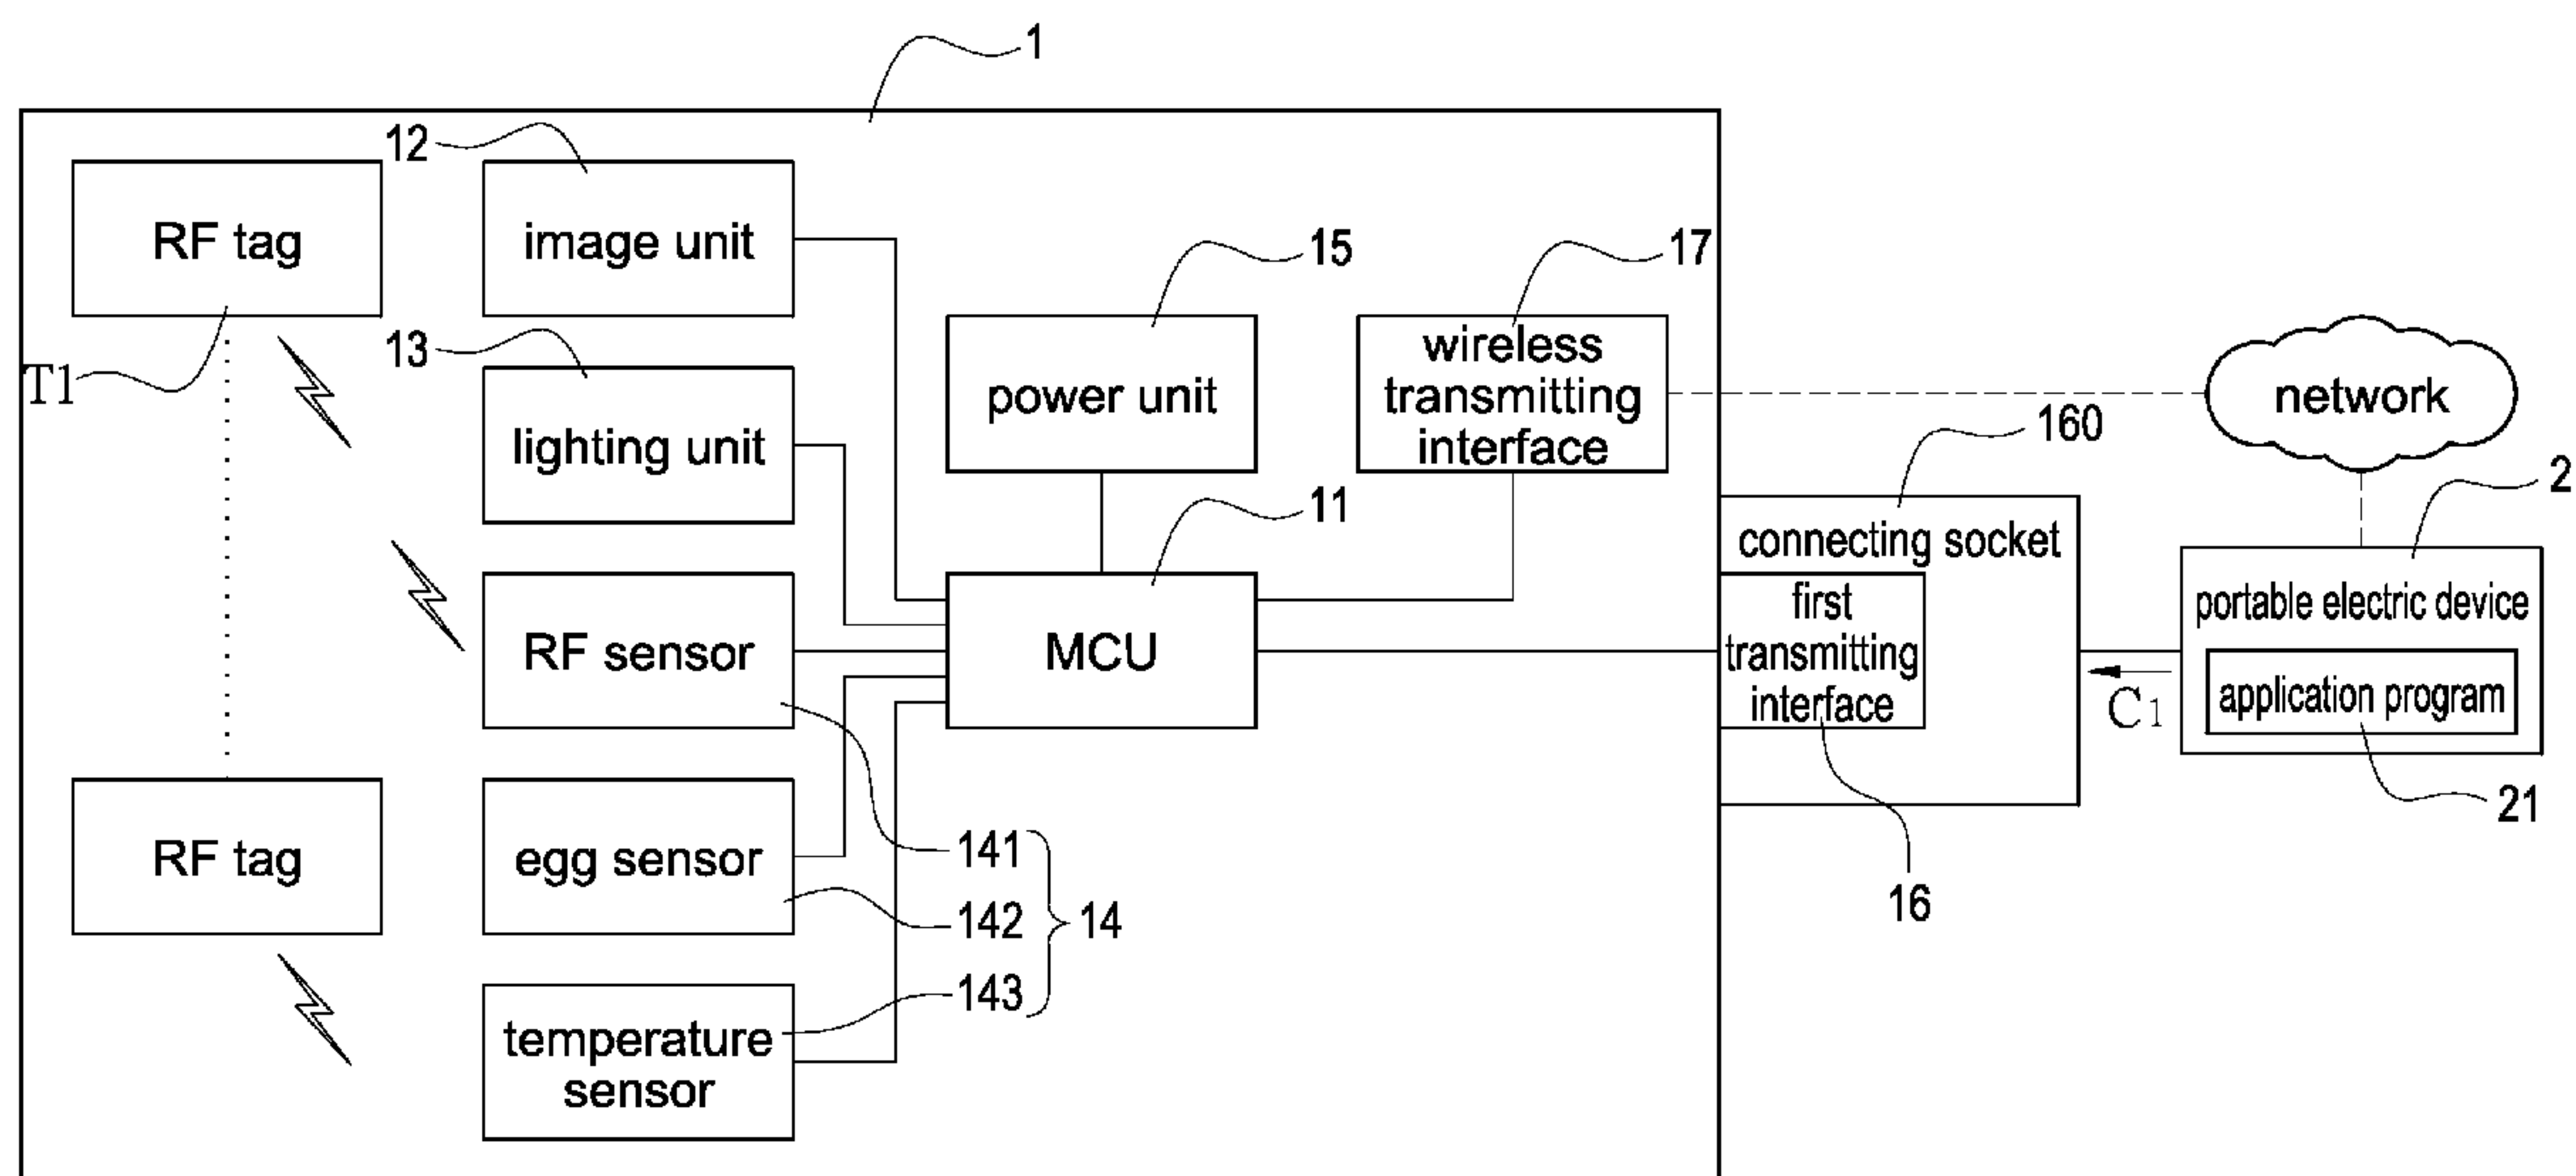 1
12
RF tag
image unit
15
17
T1
13
lighting unit
power unit
wireless
transmitting
interface
network
160
2
11
connecting socket
RF sensor
MCU
first
transmitting
interface
portable electric device
application program
C1
21
16
RF tag
egg sensor
141
142
143
14
temperature
sensor